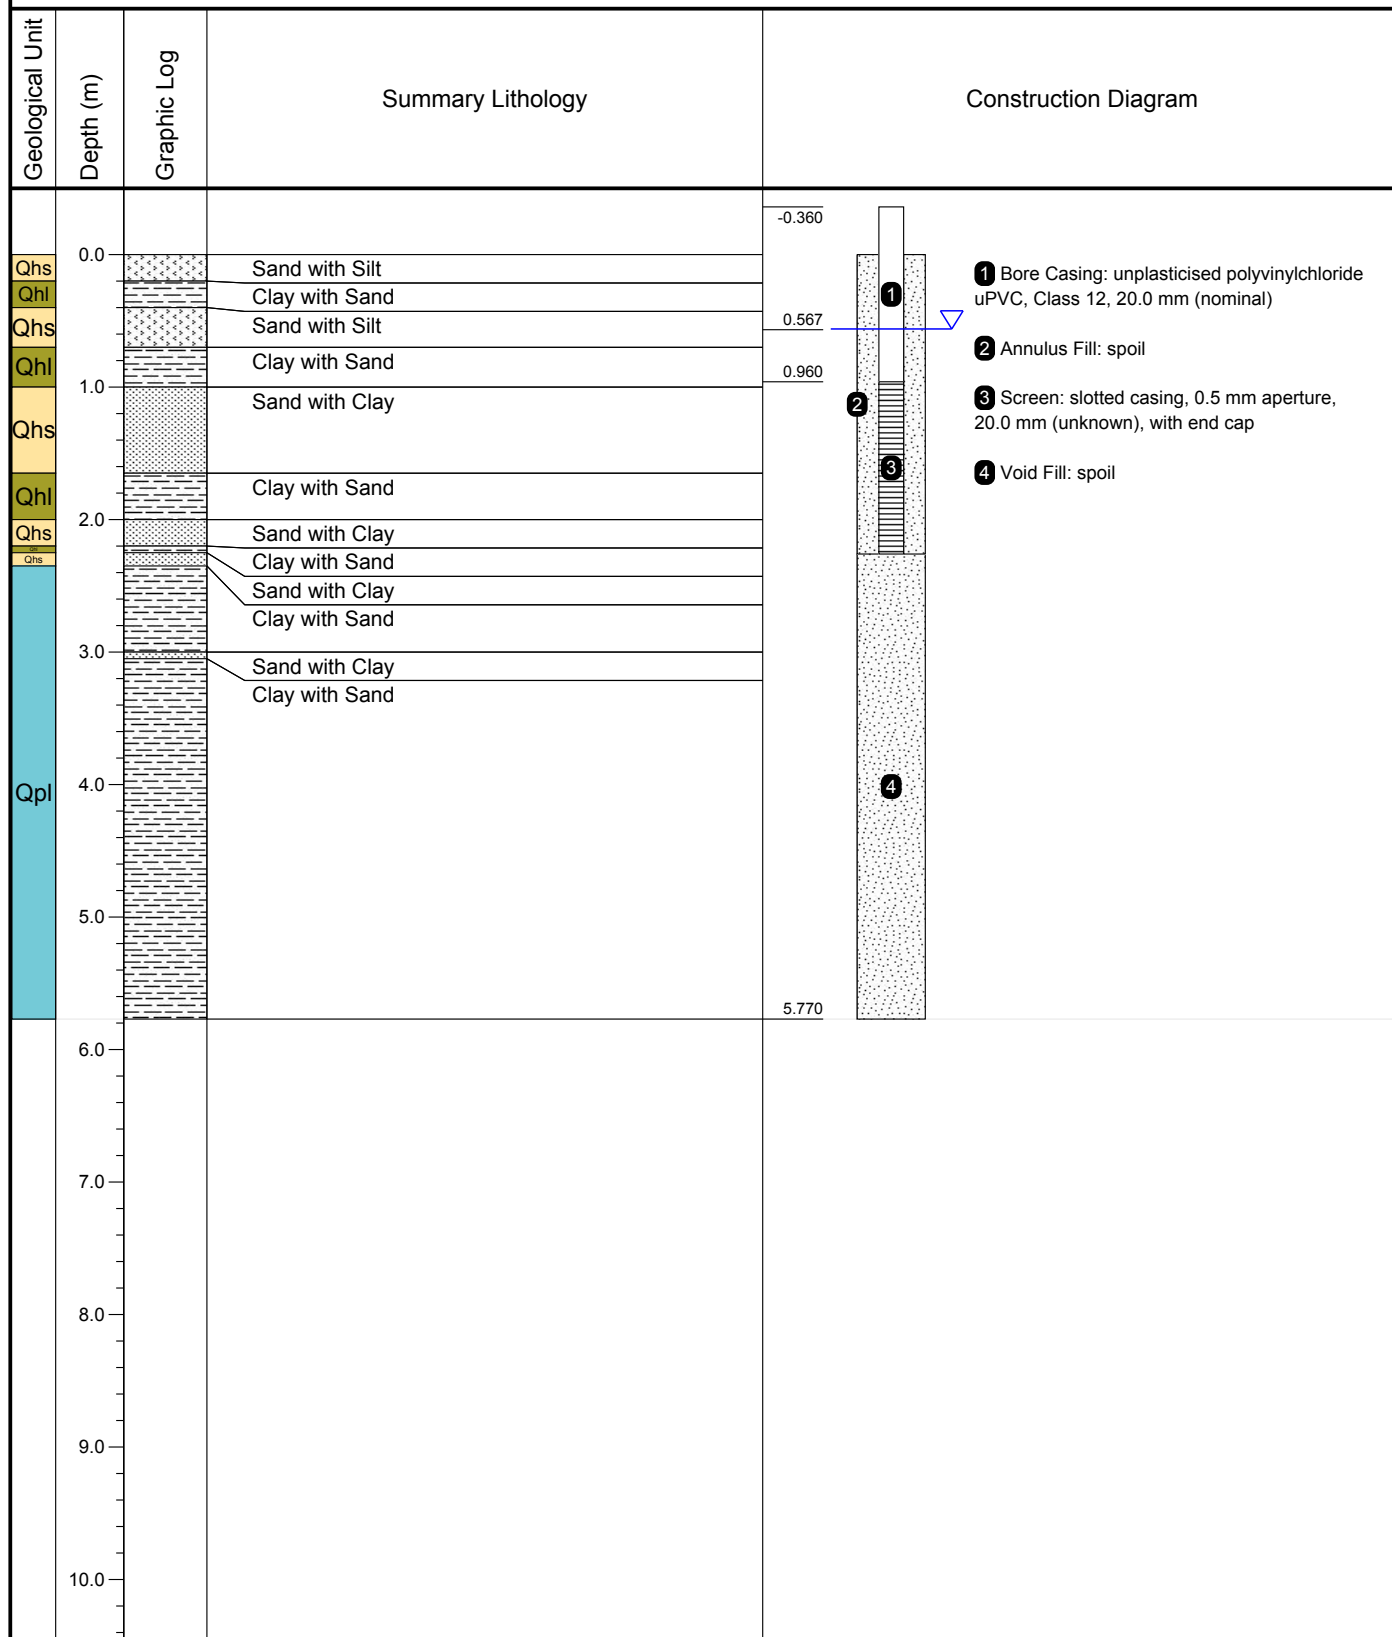 Geological Unit
Depth (m)
Graphic Log
Summary Lithology
Construction Diagram
-0.360
0.0
Qhs
Sand with Silt
1 Bore Casing: unplasticised polyvinylchloride
uPVC, Class 12, 20.0 mm (nominal)
Qhl
Clay with Sand
1
Qhs
Sand with Silt
0.567
2 Annulus Fill: spoil
Qhl
Clay with Sand
0.960
1.0
Qhs
Sand with Clay
2
3 Screen: slotted casing, 0.5 mm aperture,
20.0 mm (unknown), with end cap
3
4 Void Fill: spoil
Qhl
Clay with Sand
2.0
Qhs
Sand with Clay
Qhl
Clay with Sand
Qhs
Sand with Clay
Clay with Sand
3.0
Sand with Clay
Clay with Sand
4.0
Qpl
4
5.0
5.770
6.0
7.0
8.0
9.0
10.0